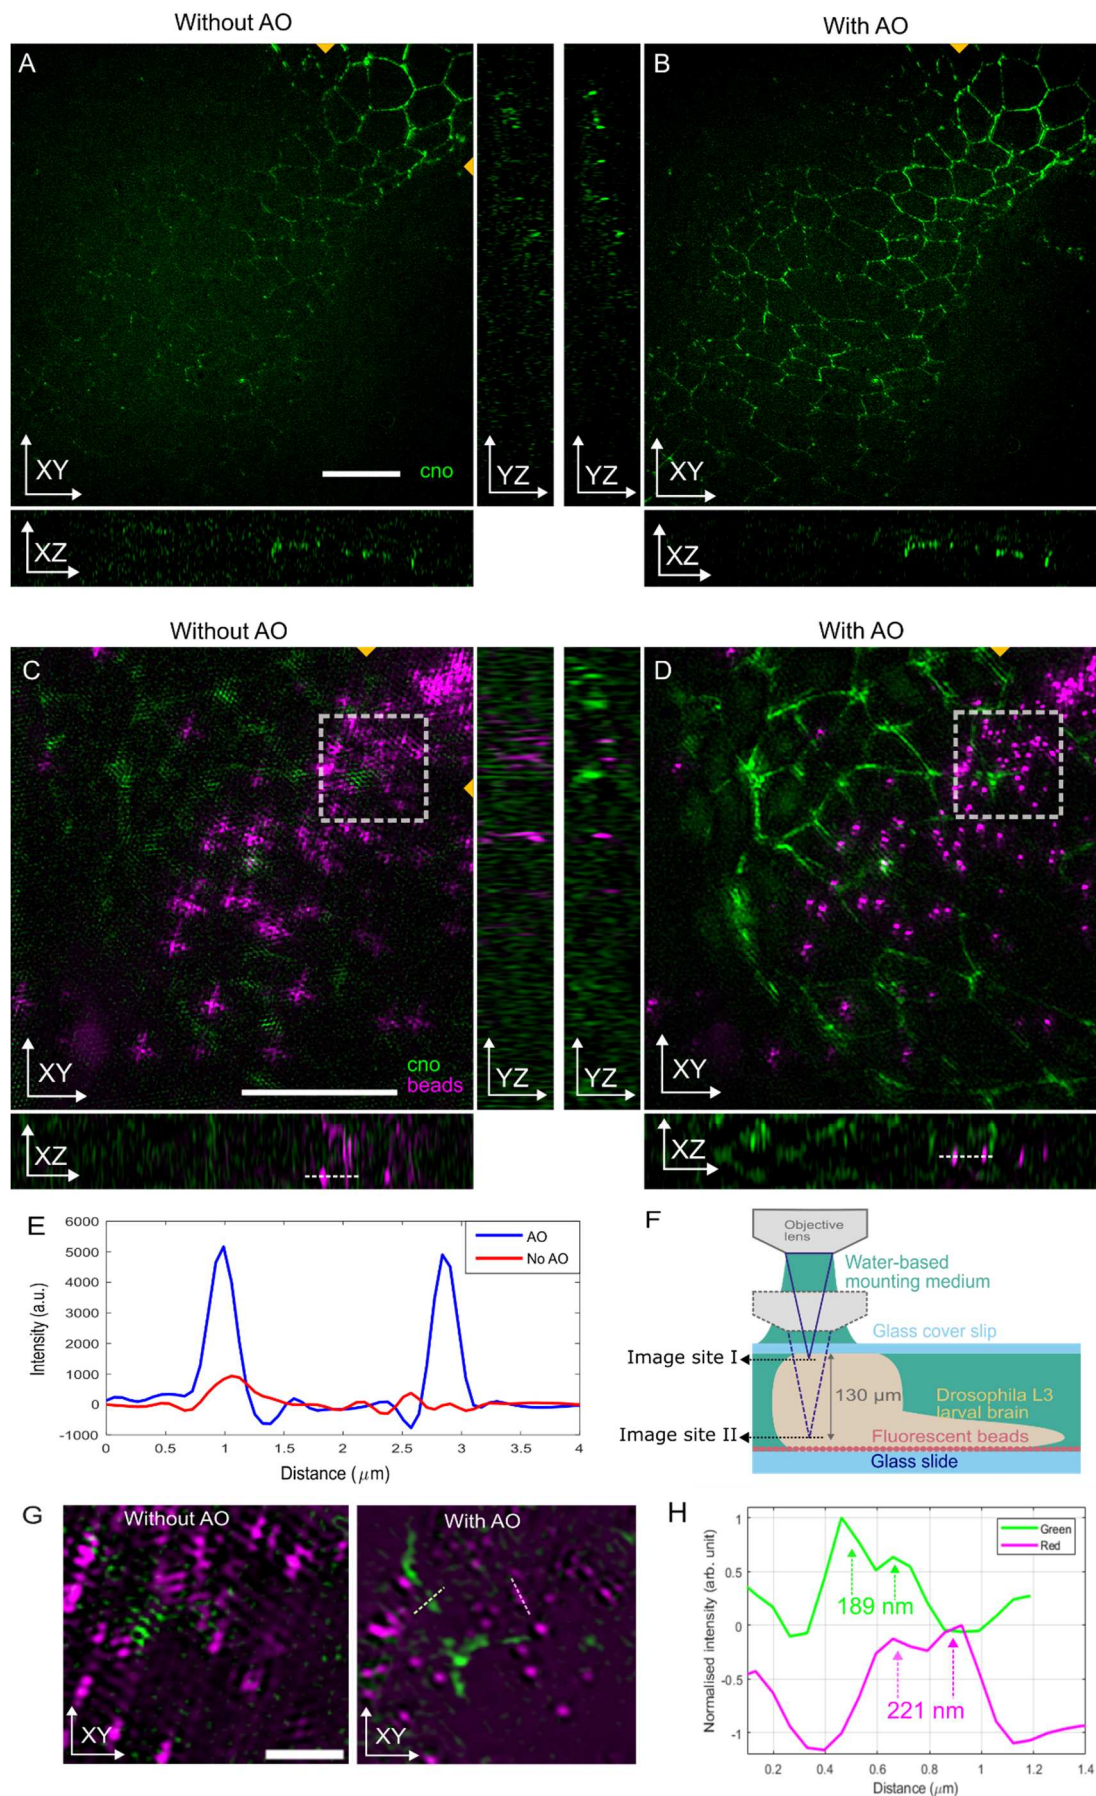 Without AO
With AO
A
B
XY
cno
YZ
YZ
XY
XZ
XZ
Without AO
With AO
C
D
XY
cno
beads
YZ
YZ
XY
XZ
XZ
E
6000
5000
4000
3000
2000
1000
0
-1000
Intensity (a.u.)
AO
No AO
0
0.5
1
1.5
2
2.5
3
3.5
4
Distance (μm)
F
Objective
lens
Water-based
mounting medium
Glass cover slip
Image site I
130 μm
Drosophila L3
larval brain
Image site II
Fluorescent beads
Glass slide
G
Without AO
With AO
XY
XY
H
1
0.5
0
-0.5
-1
Normalised intensity (arb. unit)
Green
Red
189 nm
221 nm
0.2
0.4
0.6
0.8
1
1.2
1.4
Distance (μm)